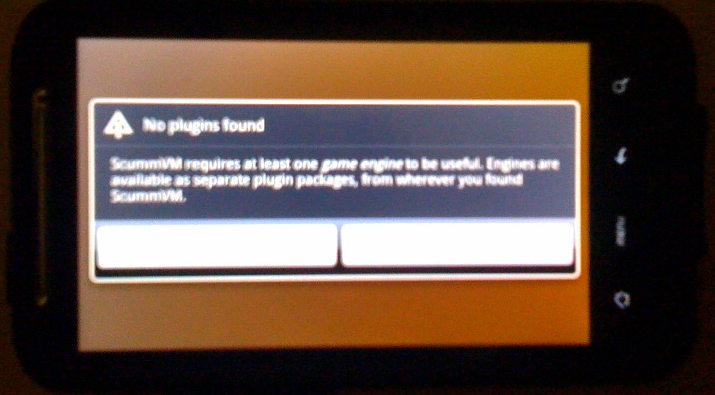 No plugins found
ScummVM requires at least one game engine to be useful. Engines are
available as separate plugin packages, from wherever you found
ScummVM.
MENU